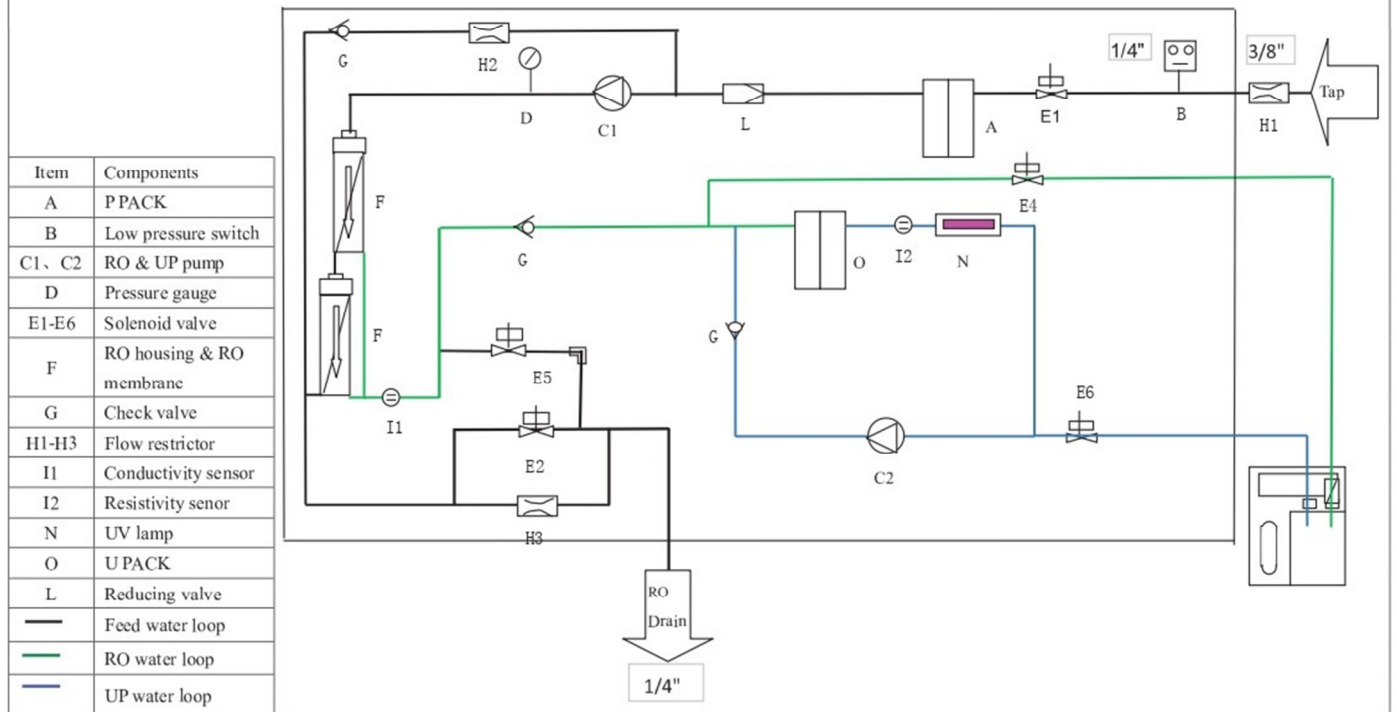 G
H2
D
C1
L
A
E1
1/4"
B
3/8"
H1
Tap
F
F
G
E4
O
I2
N
G
E5
I1
E2
H3
C2
E6
RO
Drain
1/4"
Item Components
A P PACK
B Low pressure switch
C1、C2 RO & UP pump
D Pressure gauge
E1-E6 Solenoid valve
F RO housing & RO
membrane
G Check valve
H1-H3 Flow restrictor
I1 Conductivity sensor
I2 Resistivity senor
N UV lamp
O U PACK
L Reducing valve
Feed water loop
RO water loop
UP water loop